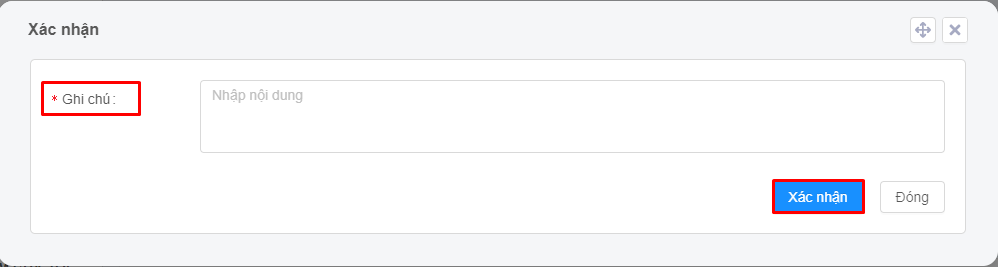 Xác nhận
* Ghi chú :
Nhập nội dung
Xác nhận
Đóng